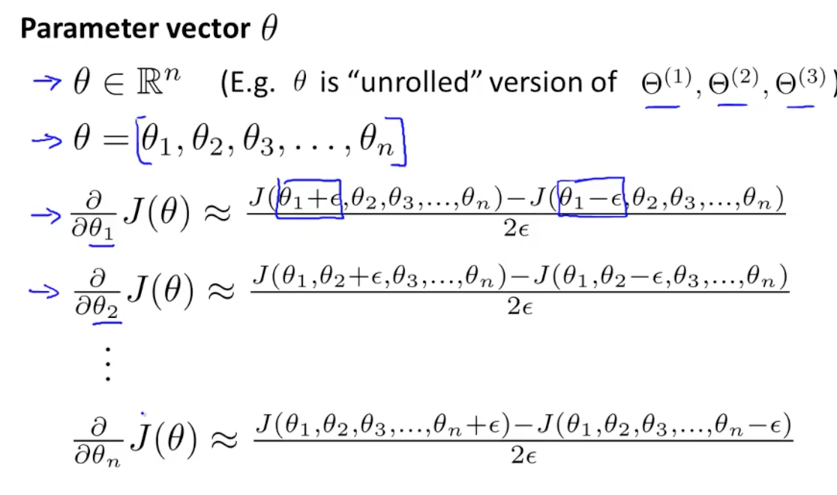 Parameter vector θ
→ θ ∈ ℝⁿ (E.g. θ is “unrolled” version of Θ⁽¹⁾, Θ⁽²⁾, Θ⁽³⁾)
→ θ = [θ₁, θ₂, θ₃, . . . , θₙ]
→ ∂/∂θ₁ J(θ) ≈ (J(θ₁+ϵ,θ₂,θ₃,...,θₙ)−J(θ₁−ϵ,θ₂,θ₃,...,θₙ))/2ϵ
→ ∂/∂θ₂ J(θ) ≈ (J(θ₁,θ₂+ϵ,θ₃,...,θₙ)−J(θ₁,θ₂−ϵ,θ₃,...,θₙ))/2ϵ
⋮
∂/∂θₙ J(θ) ≈ (J(θ₁,θ₂,θ₃,...,θₙ+ϵ)−J(θ₁,θ₂,θ₃,...,θₙ−ϵ))/2ϵ